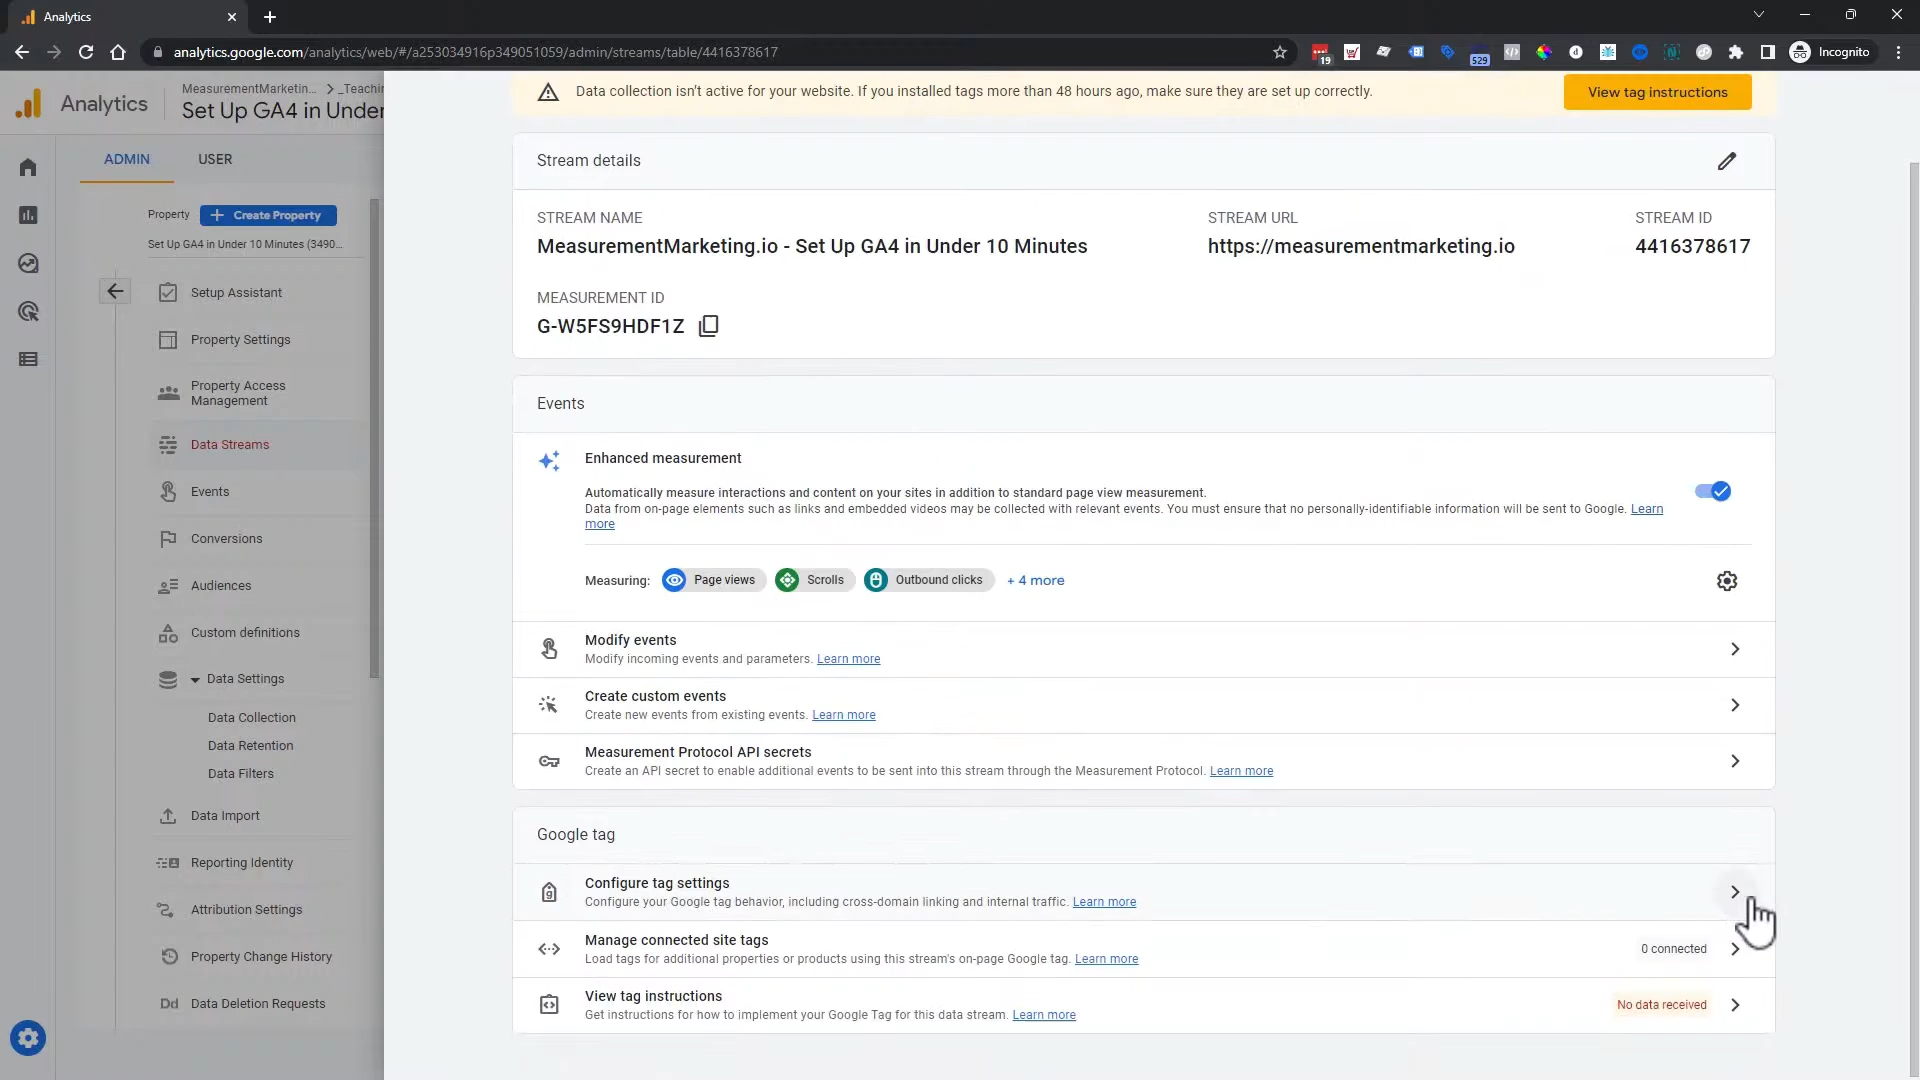 Analytics
analytics.google.com/analytics/web/#/a253034916p349051059/admin/streams/table/4416378617
19
529
Incognito
Analytics
MeasurementMarketin... > _Teachin
Set Up GA4 in Under
ADMIN
USER
Property
Create Property
Set Up GA4 in Under 10 Minutes (3490...
Setup Assistant
Property Settings
Property Access
Management
Data Streams
Events
Conversions
Audiences
Custom definitions
Data Settings
Data Collection
Data Retention
Data Filters
Data Import
Reporting Identity
Attribution Settings
Property Change History
Dd Data Deletion Requests
Data collection isn't active for your website. If you installed tags more than 48 hours ago, make sure they are set up correctly.
View tag instructions
Stream details
STREAM NAME
MeasurementMarketing.io - Set Up GA4 in Under 10 Minutes
STREAM URL
https://measurementmarketing.io
STREAM ID
4416378617
MEASUREMENT ID
G-W5FS9HDF1Z
Events
Enhanced measurement
Automatically measure interactions and content on your sites in addition to standard page view measurement.
Data from on-page elements such as links and embedded videos may be collected with relevant events. You must ensure that no personally-identifiable information will be sent to Google. Learn
more
Measuring: Page views Scrolls Outbound clicks + 4 more
Modify events
Modify incoming events and parameters. Learn more
Create custom events
Create new events from existing events. Learn more
Measurement Protocol API secrets
Create an API secret to enable additional events to be sent into this stream through the Measurement Protocol. Learn more
Google tag
Configure tag settings
Configure your Google tag behavior, including cross-domain linking and internal traffic. Learn more
Manage connected site tags
Load tags for additional properties or products using this stream's on-page Google tag. Learn more
0 connected
View tag instructions
Get instructions for how to implement your Google Tag for this data stream. Learn more
No data received